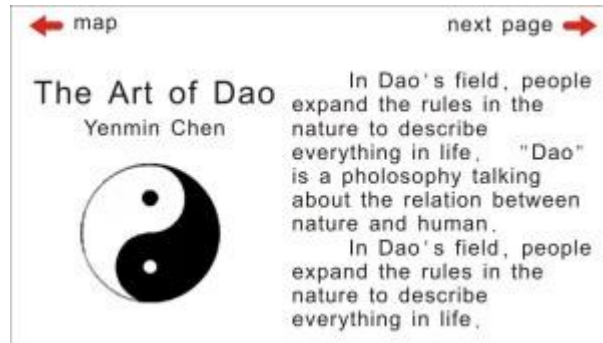 map
next page
The Art of Dao
Yenmin Chen
In Dao's field, people
expand the rules in the
nature to describe
everything in life, "Dao"
is a pholosophy talking
about the relation between
nature and human.
In Dao's field, people
expand the rules in the
nature to describe
everything in life,